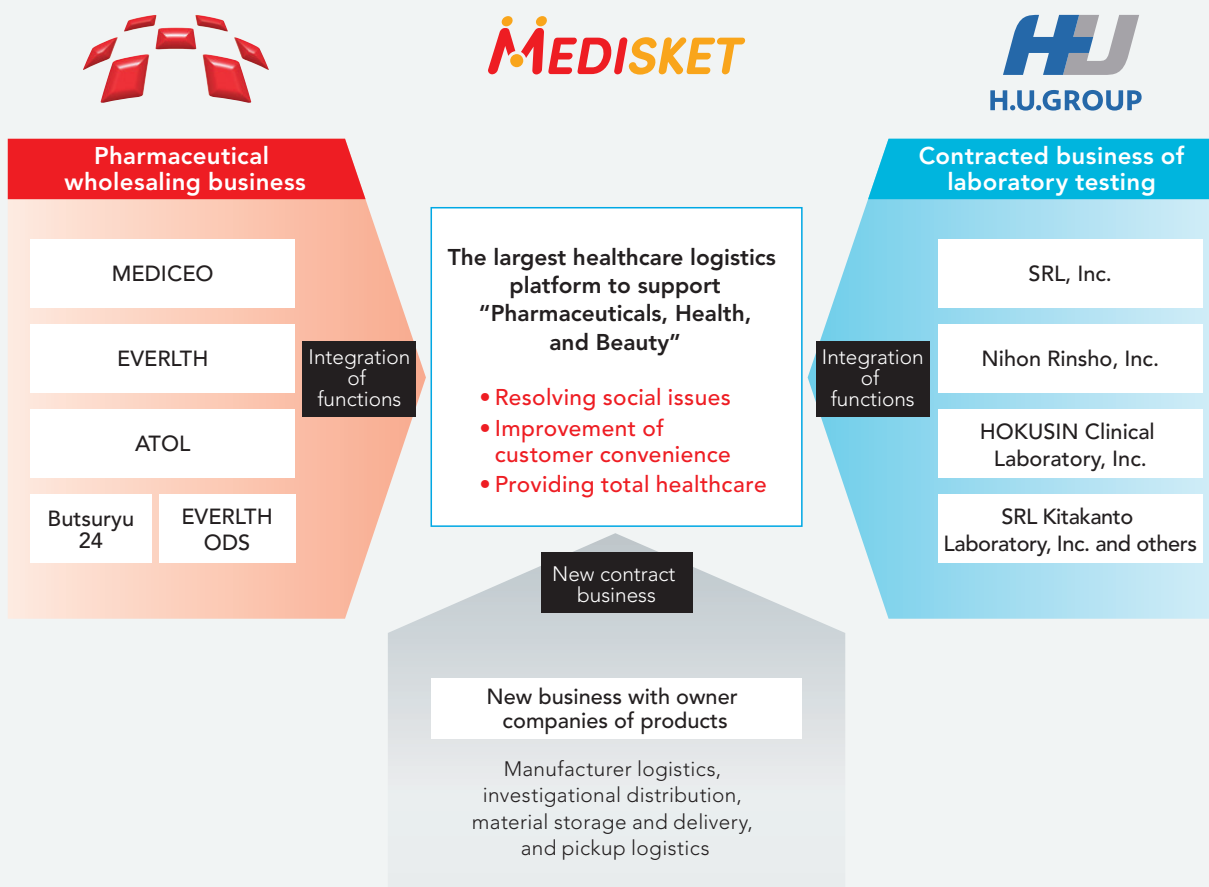 MEDISKET
HU
H.U.GROUP
Pharmaceutical
wholesaling business
MEDICEO
EVERLTH
ATOL
Butsuryu
24
EVERLTH
ODS
Integration
of
functions
The largest healthcare logistics
platform to support
“Pharmaceuticals, Health,
and Beauty”
• Resolving social issues
• Improvement of
customer convenience
• Providing total healthcare
Contracted business of
laboratory testing
Integration
of
functions
SRL, Inc.
Nihon Rinsho, Inc.
HOKUSIN Clinical
Laboratory, Inc.
SRL Kitakanto
Laboratory, Inc. and others
New contract
business
New business with owner
companies of products
Manufacturer logistics,
investigational distribution,
material storage and delivery,
and pickup logistics